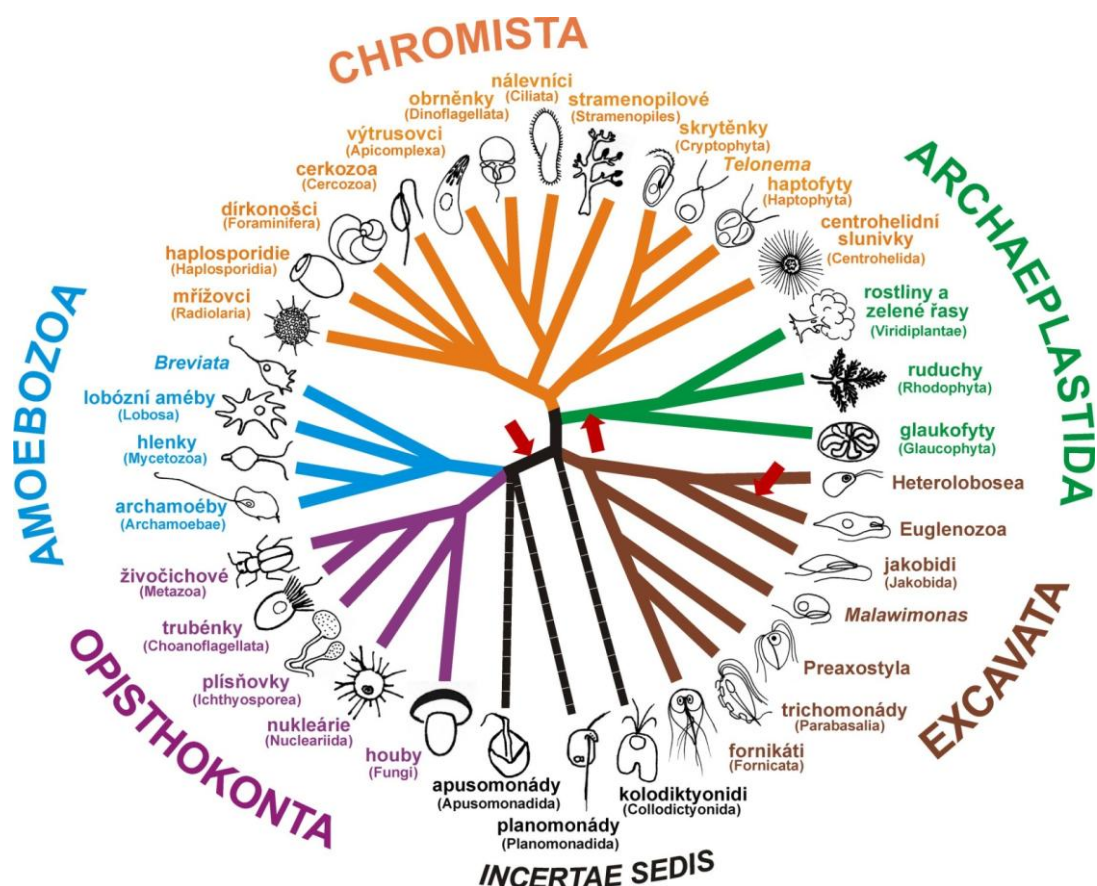 CHROMISTA
nálevníci
(Ciliata)
obrněnky
(Dinoflagellata)
stramenopilové
(Stramenopiles)
výtrusovci
(Apicomplexa)
skrytěnky
(Cryptophyta)
cerkozoa
(Cercozoa)
Telonema
haptofyty
(Haptophyta)
dírkonošci
(Foraminifera)
centrohelidní
slunivky
(Centrohelida)
haplosporidie
(Haplosporidia)
mřížovci
(Radiolaria)
ARCHAEPLASTIDA
rostliny a
zelené řasy
(Viridiplantae)
ruduchy
(Rhodophyta)
glaukofyty
(Glaucophyta)
AMOEBOZOA
Breviata
lobózní améby
(Lobosa)
hlenky
(Mycetozoa)
archamoéby
(Archamoebae)
EXCAVATA
Heterolobosea
Euglenozoa
jakobidi
(Jakobida)
Malawimonas
Preaxostyla
trichomonády
(Parabasalia)
fornikáti
(Fornicata)
OPISTHOKONTA
živočichové
(Metazoa)
trubénky
(Choanoflagellata)
plísňovky
(Ichthyosporea)
nukleárie
(Nucleariida)
houby
(Fungi)
apusomonády
(Apusomonadida)
planomonády
(Planomonadida)
kolodiktyonidi
(Collodictyonida)
INCERTAE SEDIS